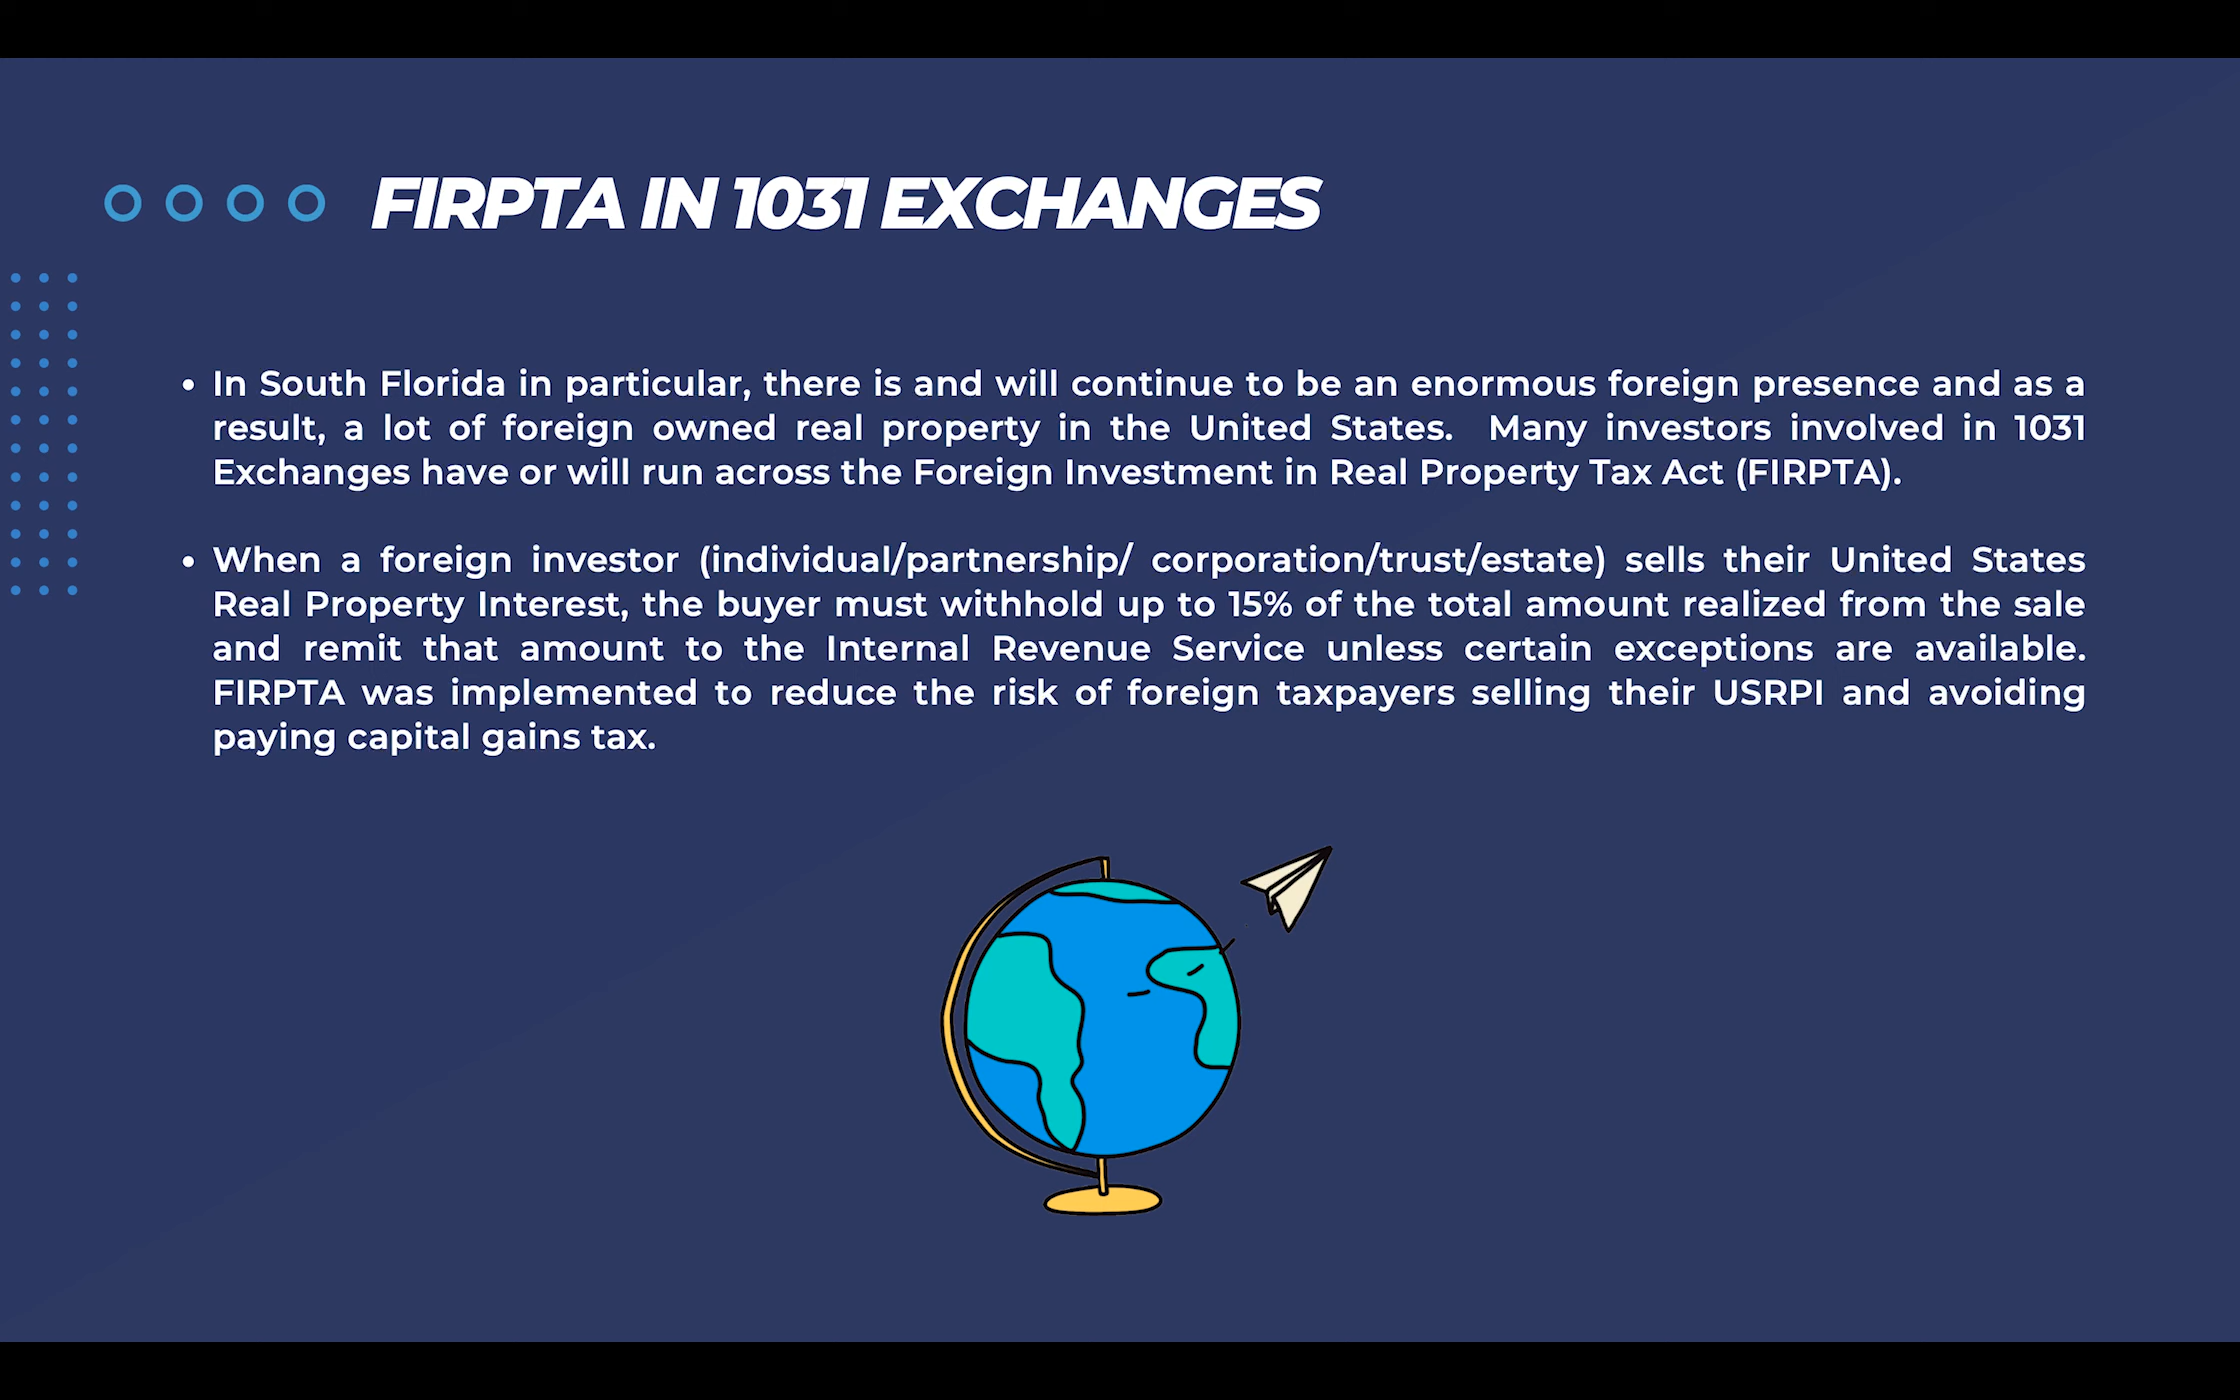 FIRPTA IN 1031 EXCHANGES
• In South Florida in particular, there is and will continue to be an enormous foreign presence and as a
result, a lot of foreign owned real property in the United States. Many investors involved in 1031
Exchanges have or will run across the Foreign Investment in Real Property Tax Act (FIRPTA).
• When a foreign investor (individual/partnership/ corporation/trust/estate) sells their United States
Real Property Interest, the buyer must withhold up to 15% of the total amount realized from the sale
and remit that amount to the Internal Revenue Service unless certain exceptions are available.
FIRPTA was implemented to reduce the risk of foreign taxpayers selling their USRPI and avoiding
paying capital gains tax.